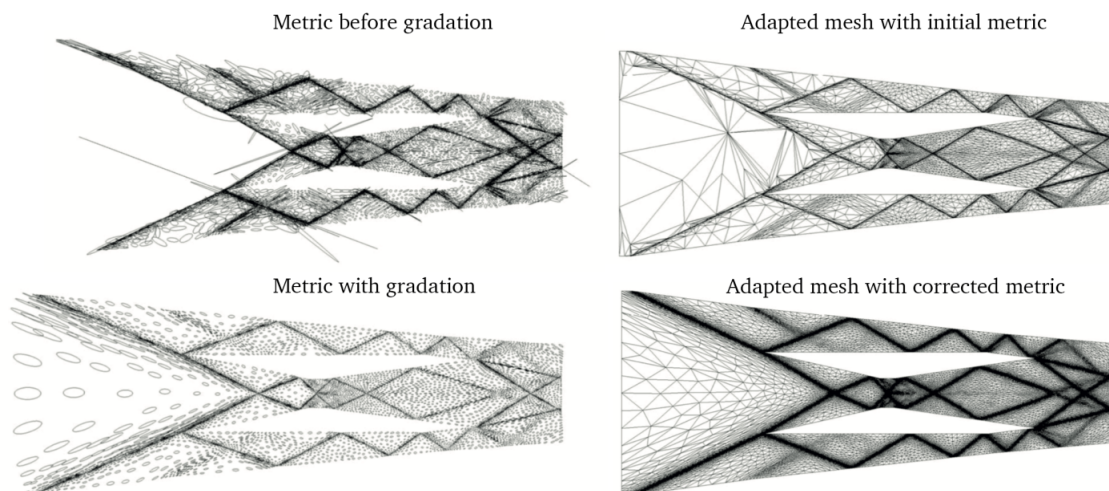 Metric before gradation
Adapted mesh with initial metric
Metric with gradation
Adapted mesh with corrected metric